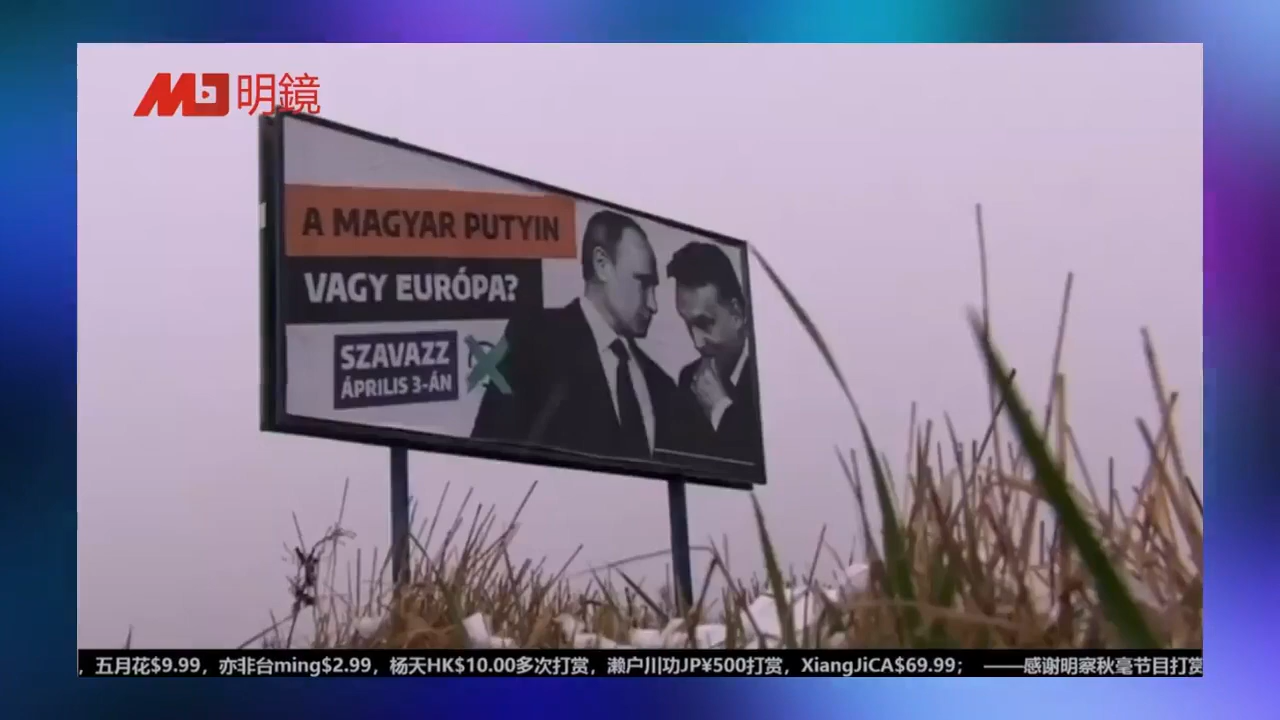 明鏡
A MAGYAR PUTYIN
VAGY EURÓPA?
SZAVAZZ
ÁPRILIS 3-ÁN
, 五月花$9.99, 亦非台ming$2.99, 杨天HK$10.00多次打赏, 濑户川功JP¥500打赏, XiangJiCA$69.99; ——感谢明察秋毫节目打赏